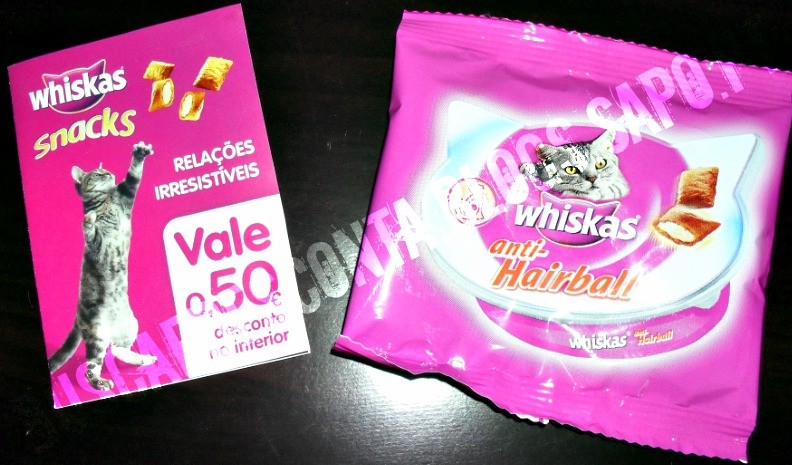 whiskas
snacks
RELAÇÕES
IRRESISTÍVEIS
Vale
0,50€
desconto
no interior
whiskas
anti-
Hairball
whiskas anti-Hairball